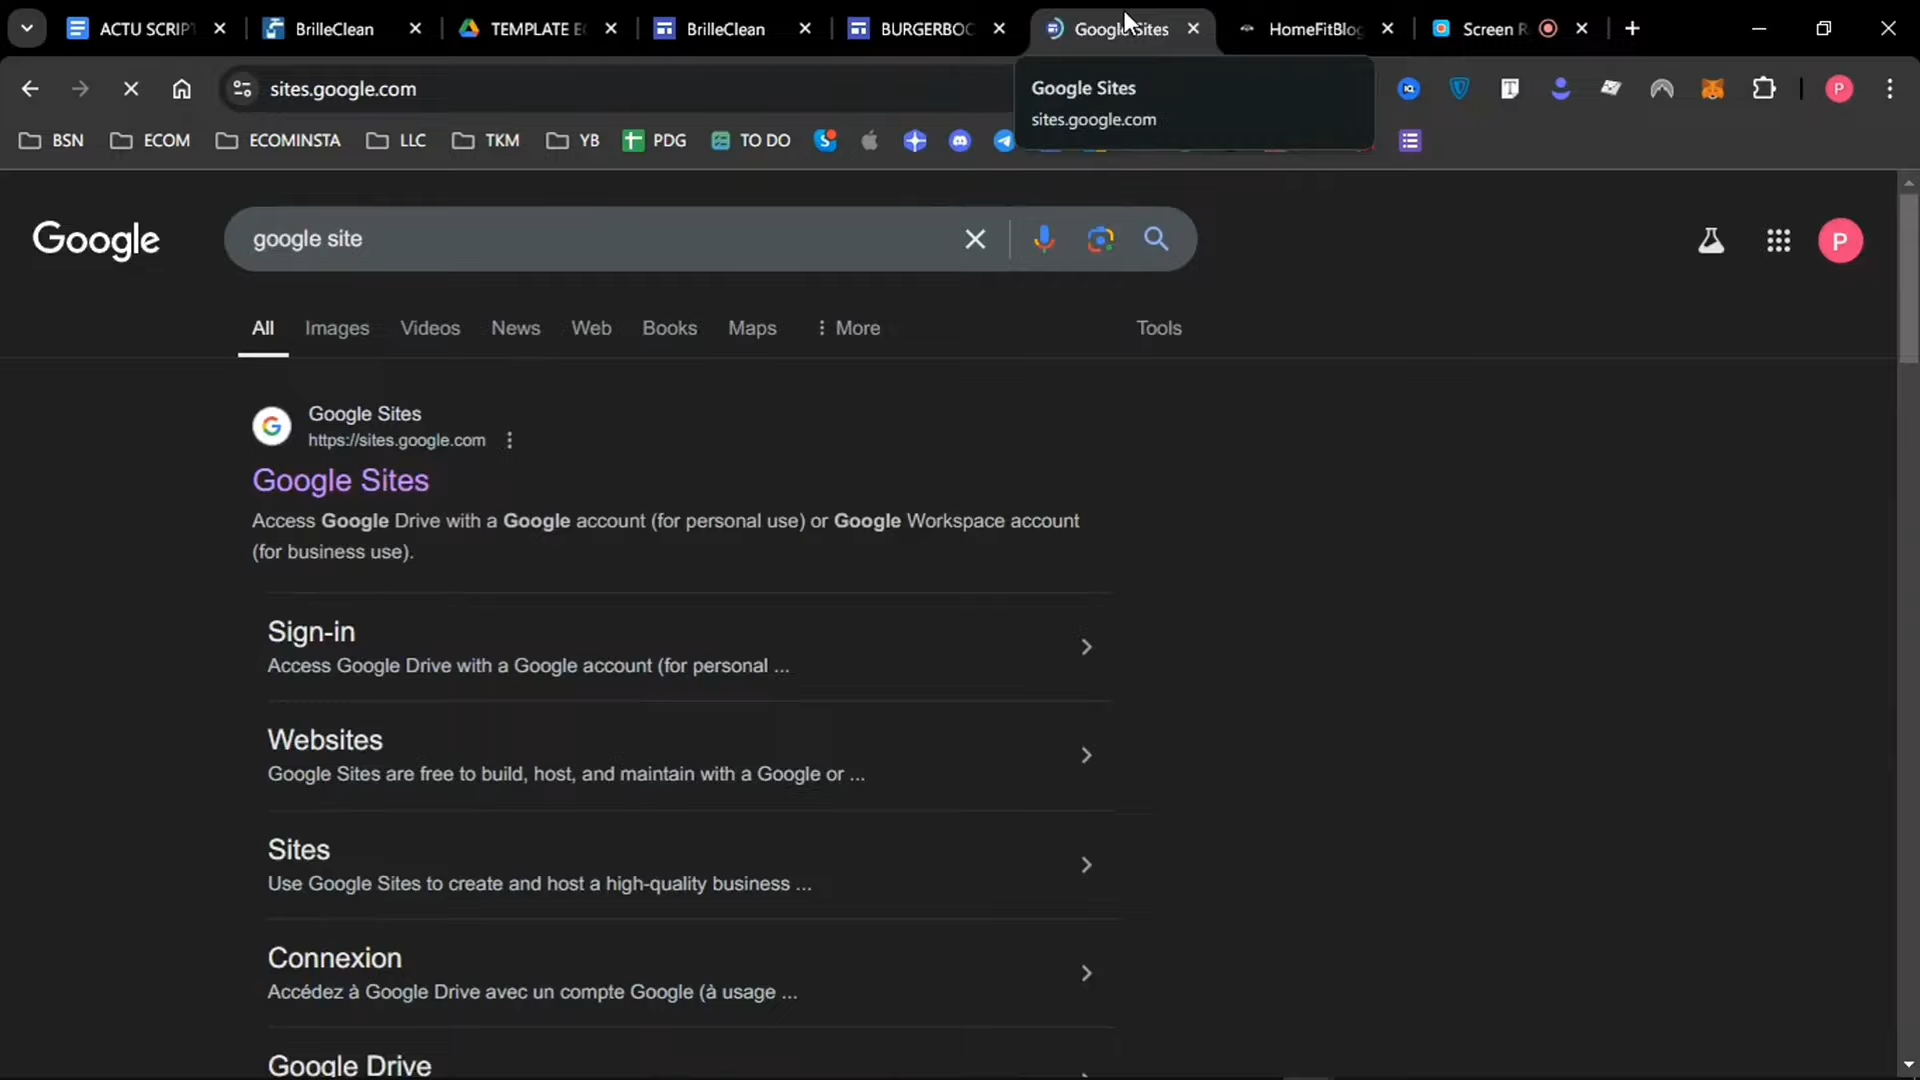 ACTU SCRIP
BrilleClean
TEMPLATE E
BrilleClean
BURGERBOO
Google Sites
HomeFitBlog
Screen R
sites.google.com
Google Sites
sites.google.com
BSN
ECOM
ECOMINSTA
LLC
TKM
YB
PDG
TO DO
Google
google site
All
Images
Videos
News
Web
Books
Maps
More
Tools
P
P
Google Sites
https://sites.google.com
Google Sites
Access Google Drive with a Google account (for personal use) or Google Workspace account
(for business use).
Sign-in
Access Google Drive with a Google account (for personal ...
Websites
Google Sites are free to build, host, and maintain with a Google or ...
Sites
Use Google Sites to create and host a high-quality business ...
Connexion
Accédez à Google Drive avec un compte Google (à usage ...
Google Drive